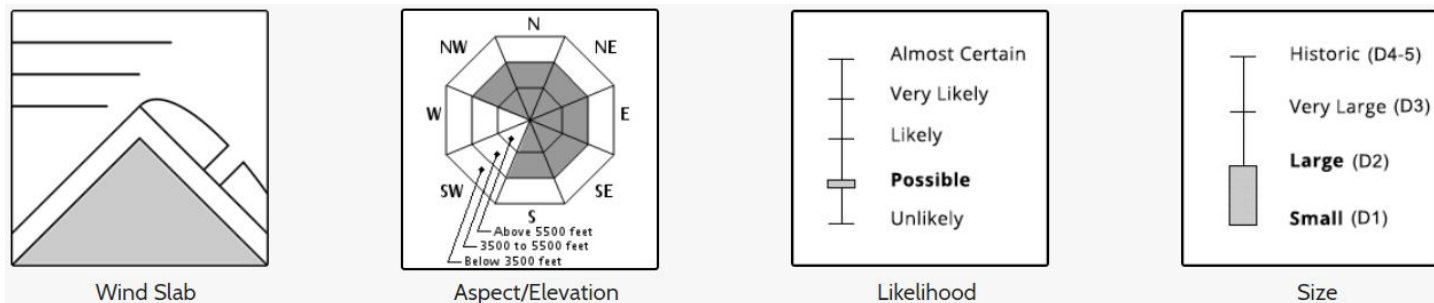 N
NW
NE
W
E
SW
SE
S
Above 5500 feet
3500 to 5500 feet
Below 3500 feet
Almost Certain
Very Likely
Likely
Possible
Unlikely
Historic (D4-5)
Very Large (D3)
Large (D2)
Small (D1)
Wind Slab
Aspect/Elevation
Likelihood
Size